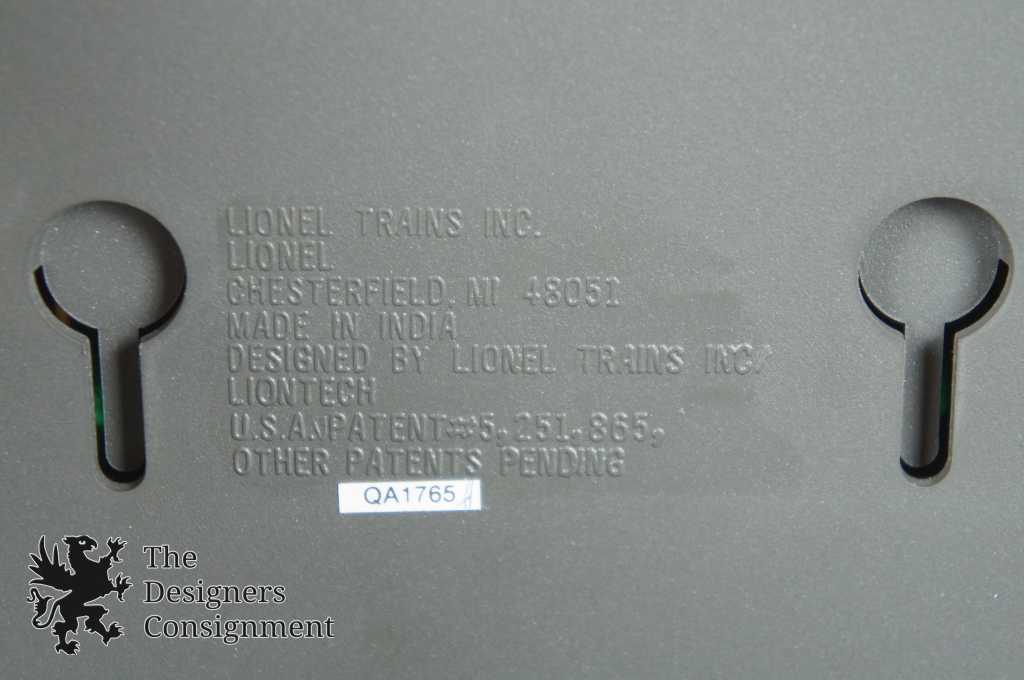 LIONEL TRAINS INC.
LIONEL
CHESTERFIELD, MI 48051
MADE IN INDIA
DESIGNED BY LIONEL TRAINS INC.
LIONTECH
U.S.A. PATENT #5,251,865,
OTHER PATENTS PENDING
QA1765
The
Designers
Consignment